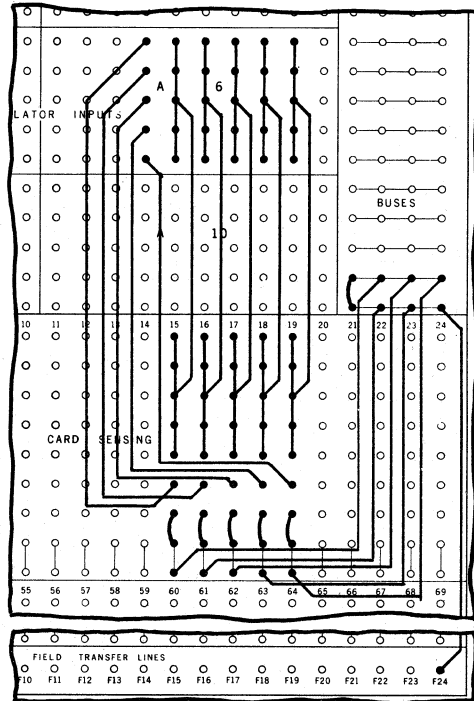 A 6
LATOR INPUTS
BUSES
A 10
10 11 12 13 14 15 16 17 18 19 20 21 22 23 24
CARD SENSING
55 56 57 58 59 60 61 62 63 64 65 66 67 68 69
FIELD TRANSFER LINES
F10 F11 F12 F13 F14 F15 F16 F17 F18 F19 F20 F21 F22 F23 F24